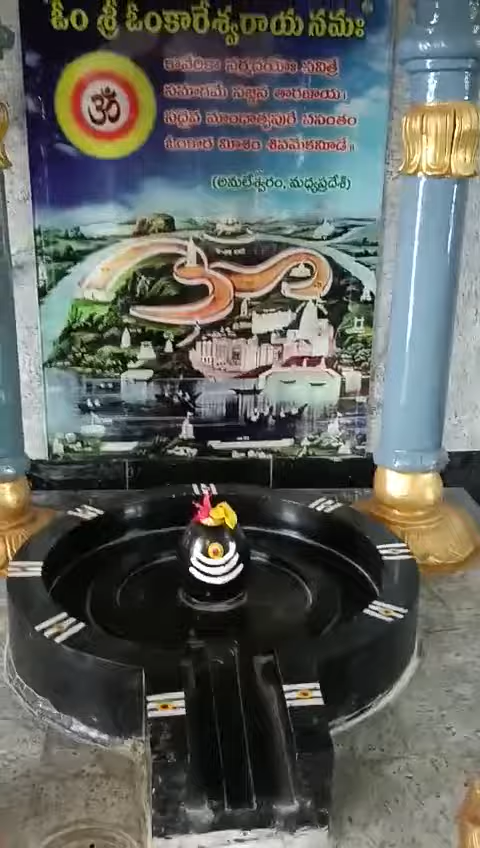 ఓం శ్రీ ఓంకారేశ్వరాయ నమః
ॐ
కావేరికా నర్మదయోః పవిత్రే
సమాగమే సజ్జన తారణాయ।
సదైవ మాంధాతృపురే వసంతం
ఓంకార మీశం శివమేకమీడే॥
(అమలేశ్వరం, మధ్యప్రదేశ్)